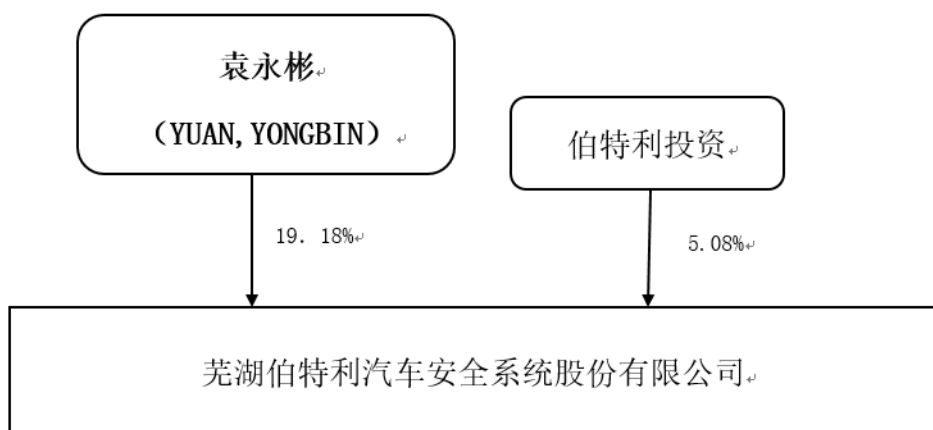 袁永彬
（YUAN,YONGBIN）
伯特利投资
19. 18%
5.08%
芜湖伯特利汽车安全系统股份有限公司